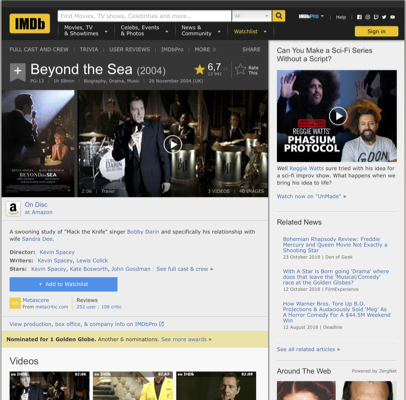 IMDb
Find Movies, TV shows, Celebrities and more...
All
IMDbPro
Help
Movies, TV & Showtimes
Celebs, Events & Photos
News & Community
Watchlist
Sign in
FULL CAST AND CREW | TRIVIA | USER REVIEWS | IMDbPro | MORE
SHARE
Beyond the Sea (2004)
PG-13 | 1h 58min | Biography, Drama, Music | 26 November 2004 (UK)
6,7
Rate This
BEYOND THE SEA
DARIN
2:06 | Trailer
3 VIDEOS
40 IMAGES
On Disc
at Amazon
A swooning study of "Mack the Knife" singer Bobby Darin and specifically his relationship with
wife Sandra Dee.
Director: Kevin Spacey
Writers: Kevin Spacey, Lewis Colick
Stars: Kevin Spacey, Kate Bosworth, John Goodman | See full cast & crew »
+ Add to Watchlist
Metascore
From metacritic.com
Reviews
252 user | 108 critic
View production, box office, & company info on IMDbPro
Nominated for 1 Golden Globe. Another 6 nominations. See more awards »
Videos
IMDb
02:06
IMDb
IMDb
Can You Make a Sci-Fi Series
Without a Script?
REGGIE WATTS'
PHASIUM
PROTOCOL
Well Reggie Watts sure tried with his idea for
a sci-fi improv show. What happens when we
bring his idea to life?
Watch now on "UnMade" »
Related News
Bohemian Rhapsody Review: Freddie
Mercury and Queen Movie Not Exactly a
Shooting Star
23 October 2018 | Den of Geek
With A Star is Born going 'Drama' where
does that leave the 'Musical/Comedy'
race at the Golden Globes?
12 October 2018 | FilmExperience
How Warner Bros. Tore Up B.O.
Projections & Audaciously Sold 'Meg' As
A Horror Comedy For A $44.5M Weekend
Win
12 August 2018 | Deadline
See all related articles »
Around The Web
Powered by ZergNet